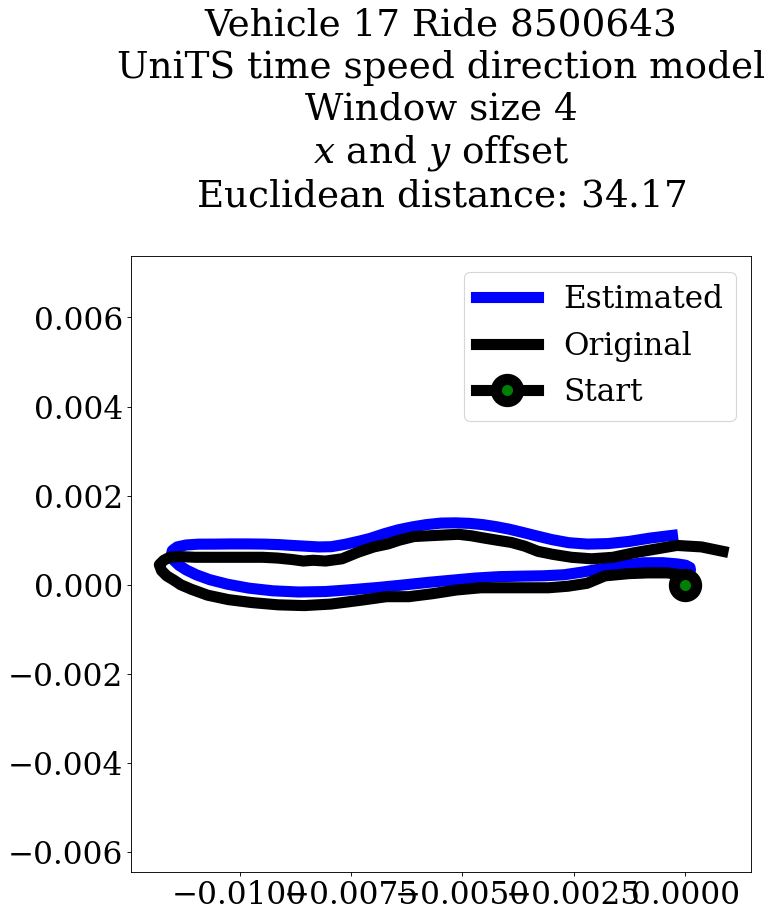 Vehicle 17 Ride 8500643
UniTS time speed direction model
Window size 4
x and y offset
Euclidean distance: 34.17
Estimated
Original
Start
0.006
0.004
0.002
0.000
−0.002
−0.004
−0.006
−0.0100 −0.0075 −0.0050 −0.0025 0.0000